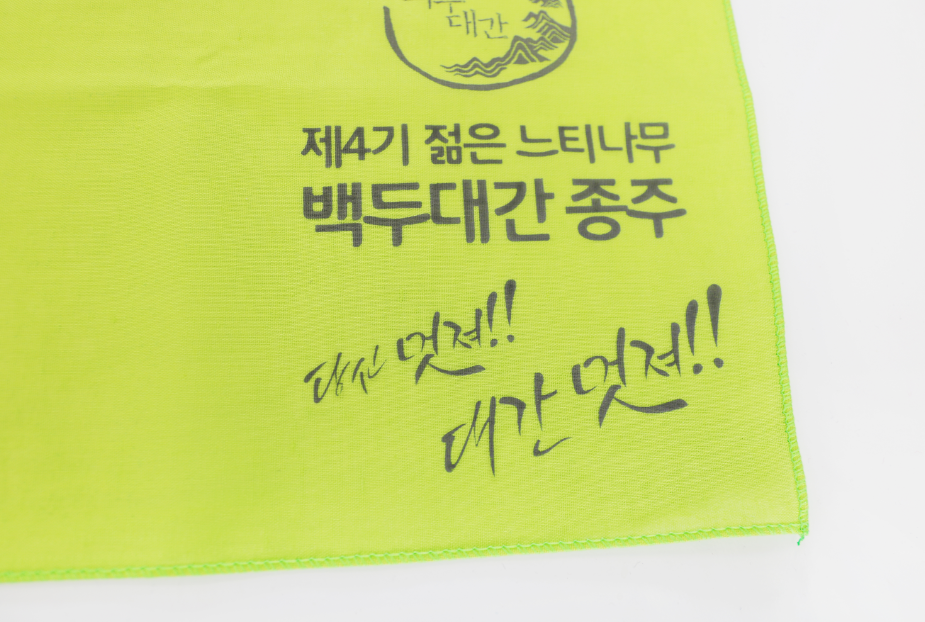 대간
제4기 젊은 느티나무
백두대간 종주
당신 멋져!!
대간 멋져!!